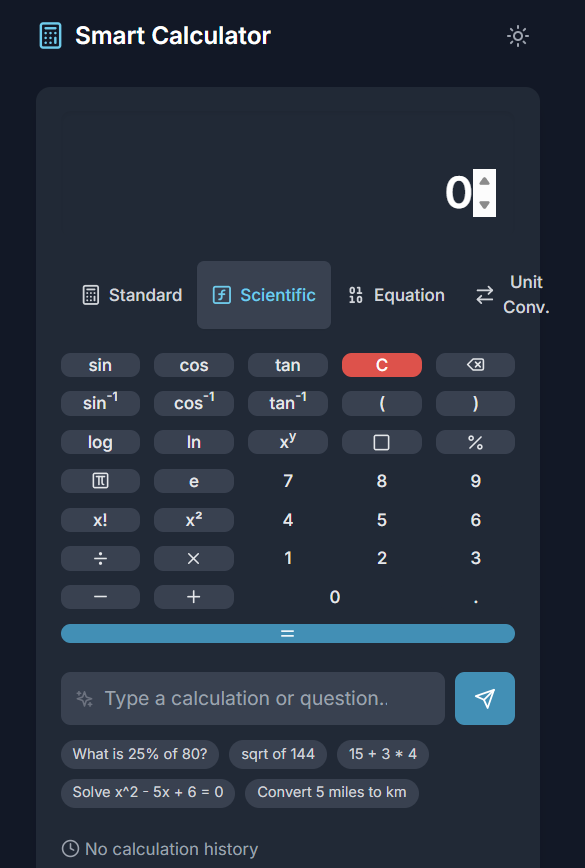 Smart Calculator
0
Standard Scientific Equation Unit Conv.
sin cos tan C
sin⁻¹ cos⁻¹ tan⁻¹ ( )
log ln xʸ %
π e 7 8 9
x! x² 4 5 6
÷ × 1 2 3
− + 0 .
=
Type a calculation or question..
What is 25% of 80? sqrt of 144 15 + 3 * 4
Solve x^2 - 5x + 6 = 0 Convert 5 miles to km
No calculation history